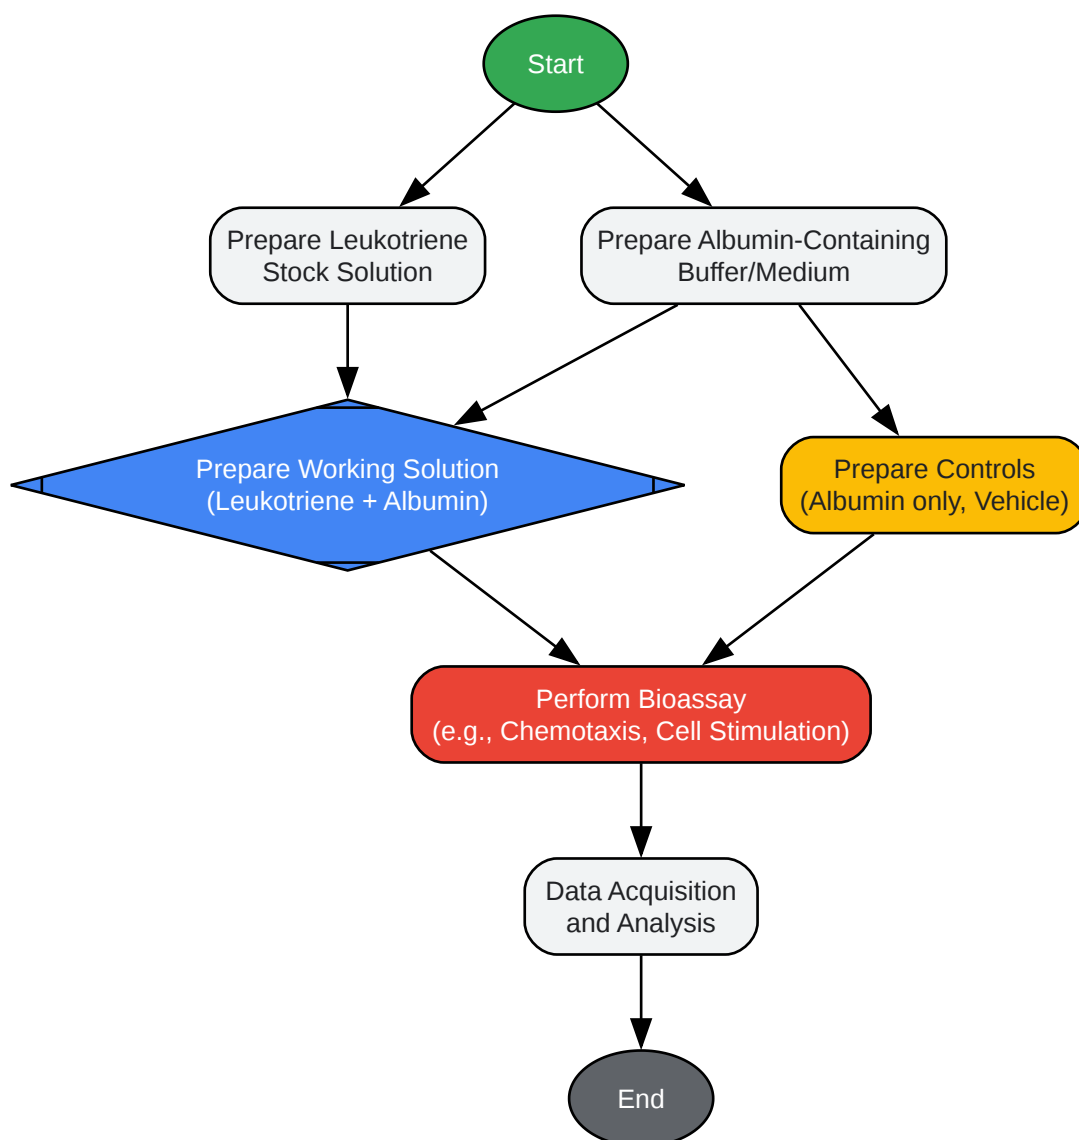 Start
Prepare Leukotriene
Stock Solution
Prepare Albumin-Containing
Buffer/Medium
Prepare Working Solution
(Leukotriene + Albumin)
Prepare Controls
(Albumin only, Vehicle)
Perform Bioassay
(e.g., Chemotaxis, Cell Stimulation)
Data Acquisition
and Analysis
End